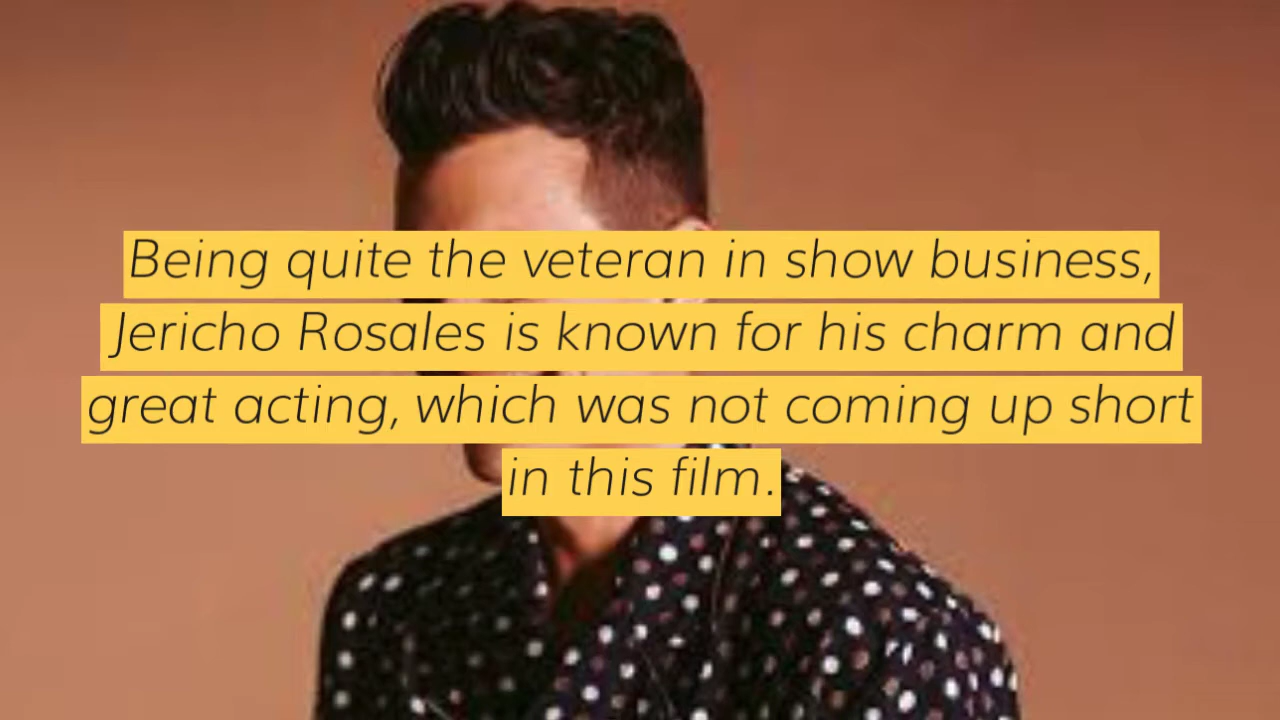 Being quite the veteran in show business,
Jericho Rosales is known for his charm and
great acting, which was not coming up short
in this film.